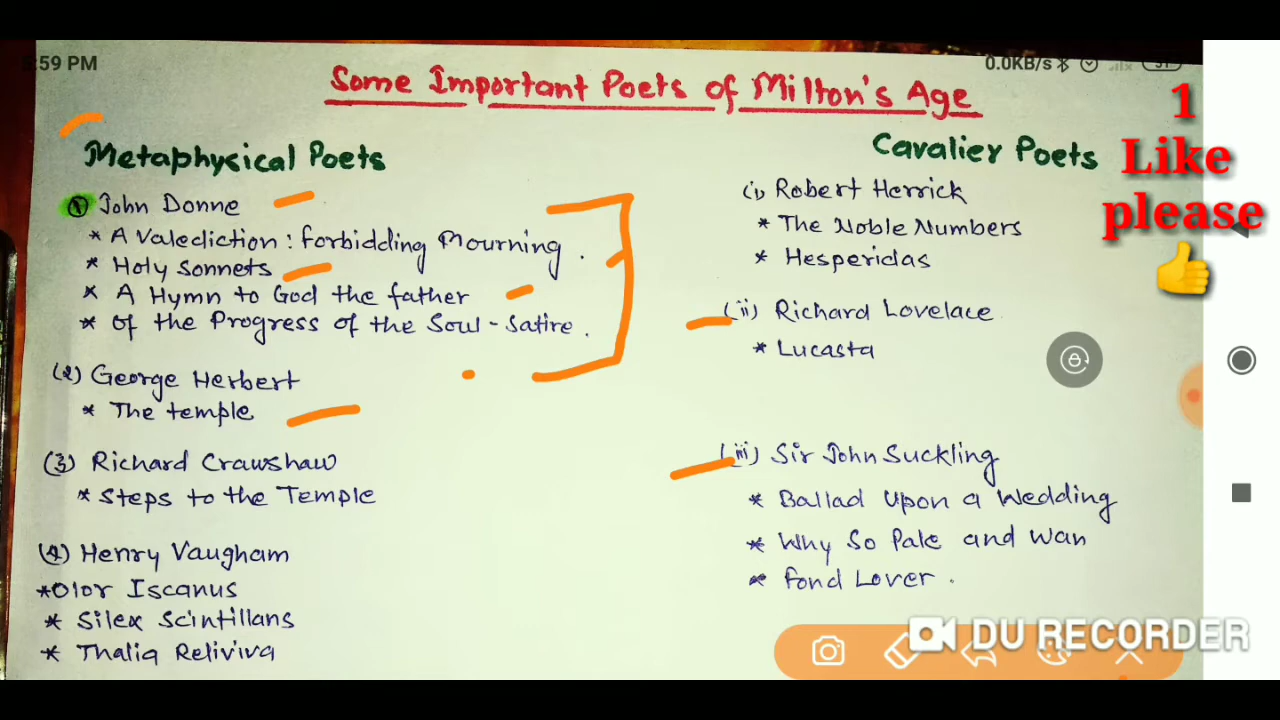 :59 PM
0.0KB/s
Some Important Poets of Milton's Age
1
Like
please
Metaphysical Poets
(1) John Donne
* A Valediction: Forbidding Mourning.
* Holy Sonnets
* A Hymn to God the father
* Of the Progress of the Soul - Satire.
(2) George Herbert
* The temple
(3) Richard Crawshaw
* Steps to the Temple
(4) Henry Vaugham
* Olor Iscanus
* Silex Scintillans
* Thalia Reliviva
Cavalier Poets
(i) Robert Herrick
* The Noble Numbers
* Hesperidas
(ii) Richard Lovelace
* Lucasta
(iii) Sir John Suckling
* Ballad Upon a Wedding
* Why So Pale and Wan
* Fond Lover.
DU RECORDER